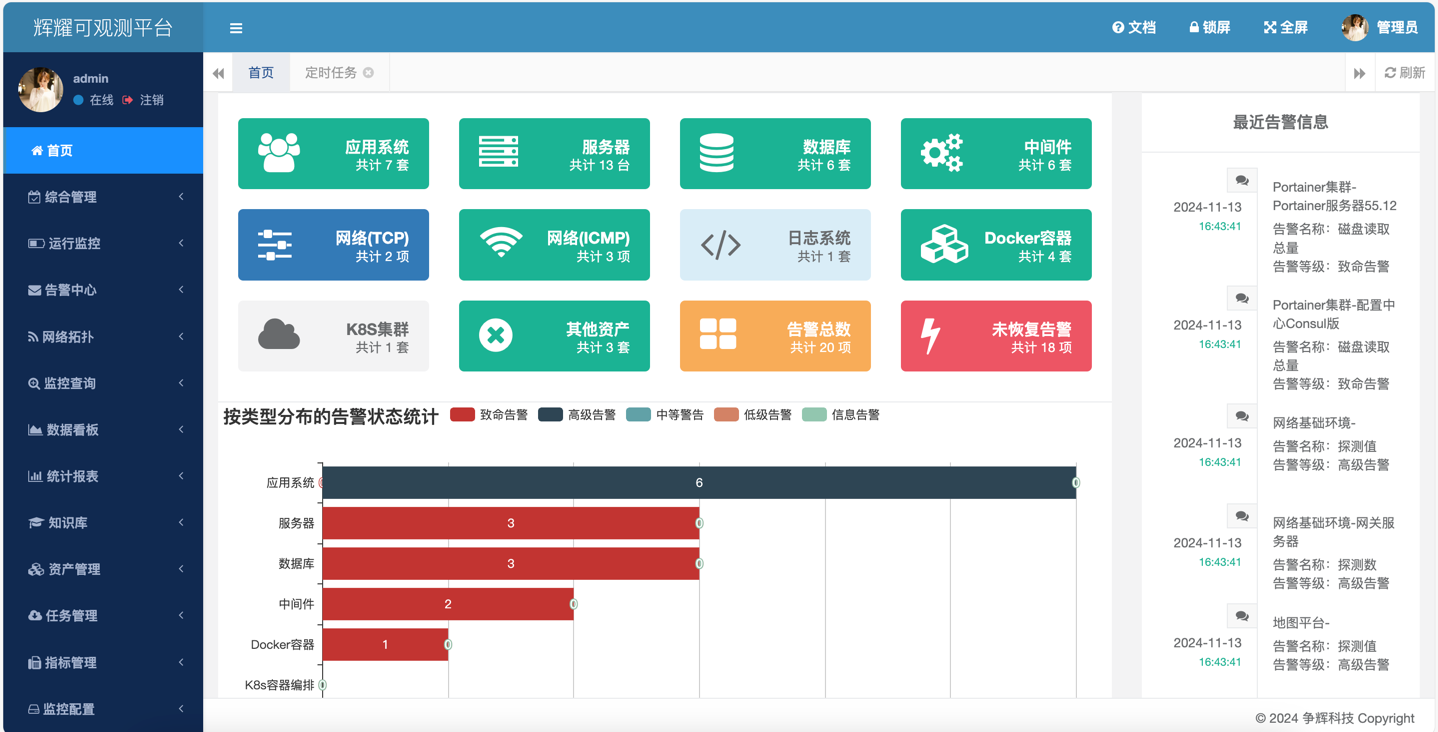 辉耀可观测平台
文档
锁屏
全屏
管理员
admin
在线
注销
首页
综合管理
运行监控
告警中心
网络拓扑
监控查询
数据看板
统计报表
知识库
资产管理
任务管理
指标管理
监控配置
首页
定时任务
刷新
应用系统
共计 7 套
服务器
共计 13 台
数据库
共计 6 套
中间件
共计 6 套
网络(TCP)
共计 2 项
网络(ICMP)
共计 3 项
日志系统
共计 1 套
Docker容器
共计 4 套
K8S集群
共计 1 套
其他资产
共计 3 套
告警总数
共计 20 项
未恢复告警
共计 18 项
按类型分布的告警状态统计
致命告警
高级告警
中等警告
低级告警
信息告警
应用系统
6
0
服务器
3
0
数据库
3
0
中间件
2
0
Docker容器
1
0
K8s容器编排
0
最近告警信息
2024-11-13
16:43:41
Portainer集群-
Portainer服务器55.12
告警名称：磁盘读取
总量
告警等级：致命告警
2024-11-13
16:43:41
Portainer集群-配置中
心Consul版
告警名称：磁盘读取
总量
告警等级：致命告警
2024-11-13
16:43:41
网络基础环境-
告警名称：探测值
告警等级：高级告警
2024-11-13
16:43:41
网络基础环境-网关服
务器
告警名称：探测数
告警等级：高级告警
2024-11-13
16:43:41
地图平台-
告警名称：探测值
告警等级：高级告警
© 2024 争辉科技 Copyright